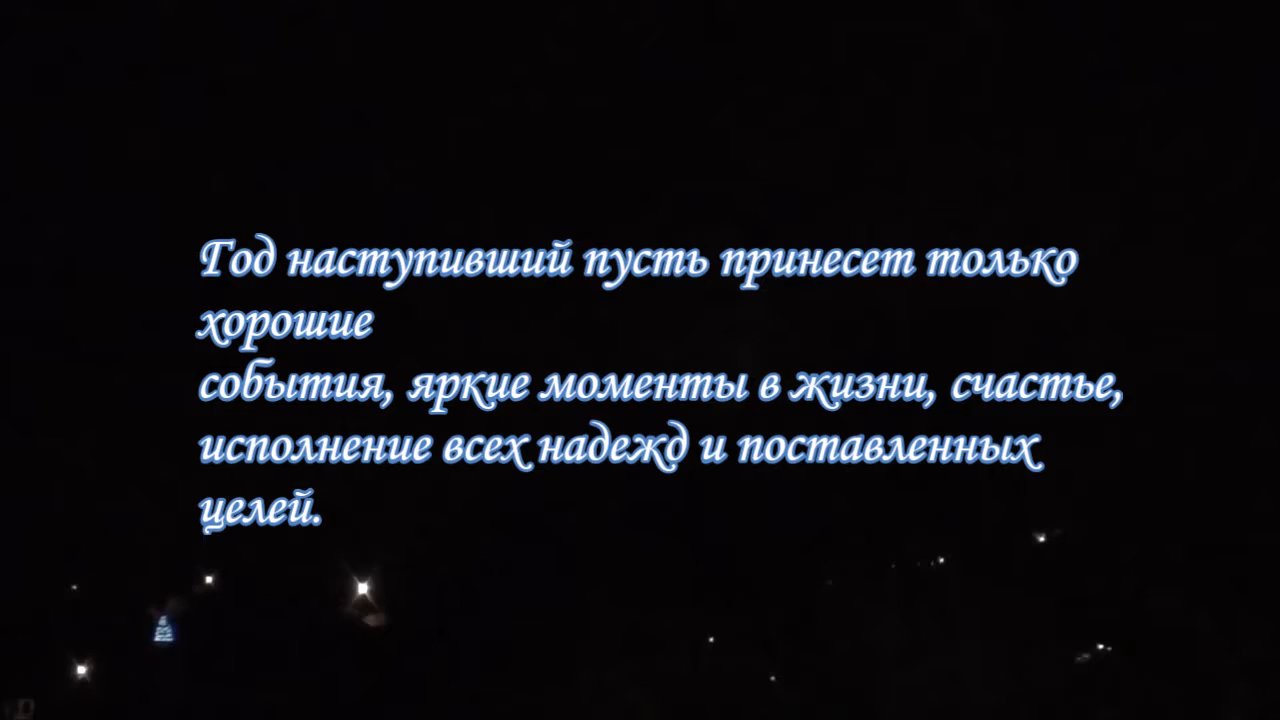 Год наступивший пусть принесет только
хорошие
события, яркие моменты в жизни, счастье,
исполнение всех надежд и поставленных
целей.